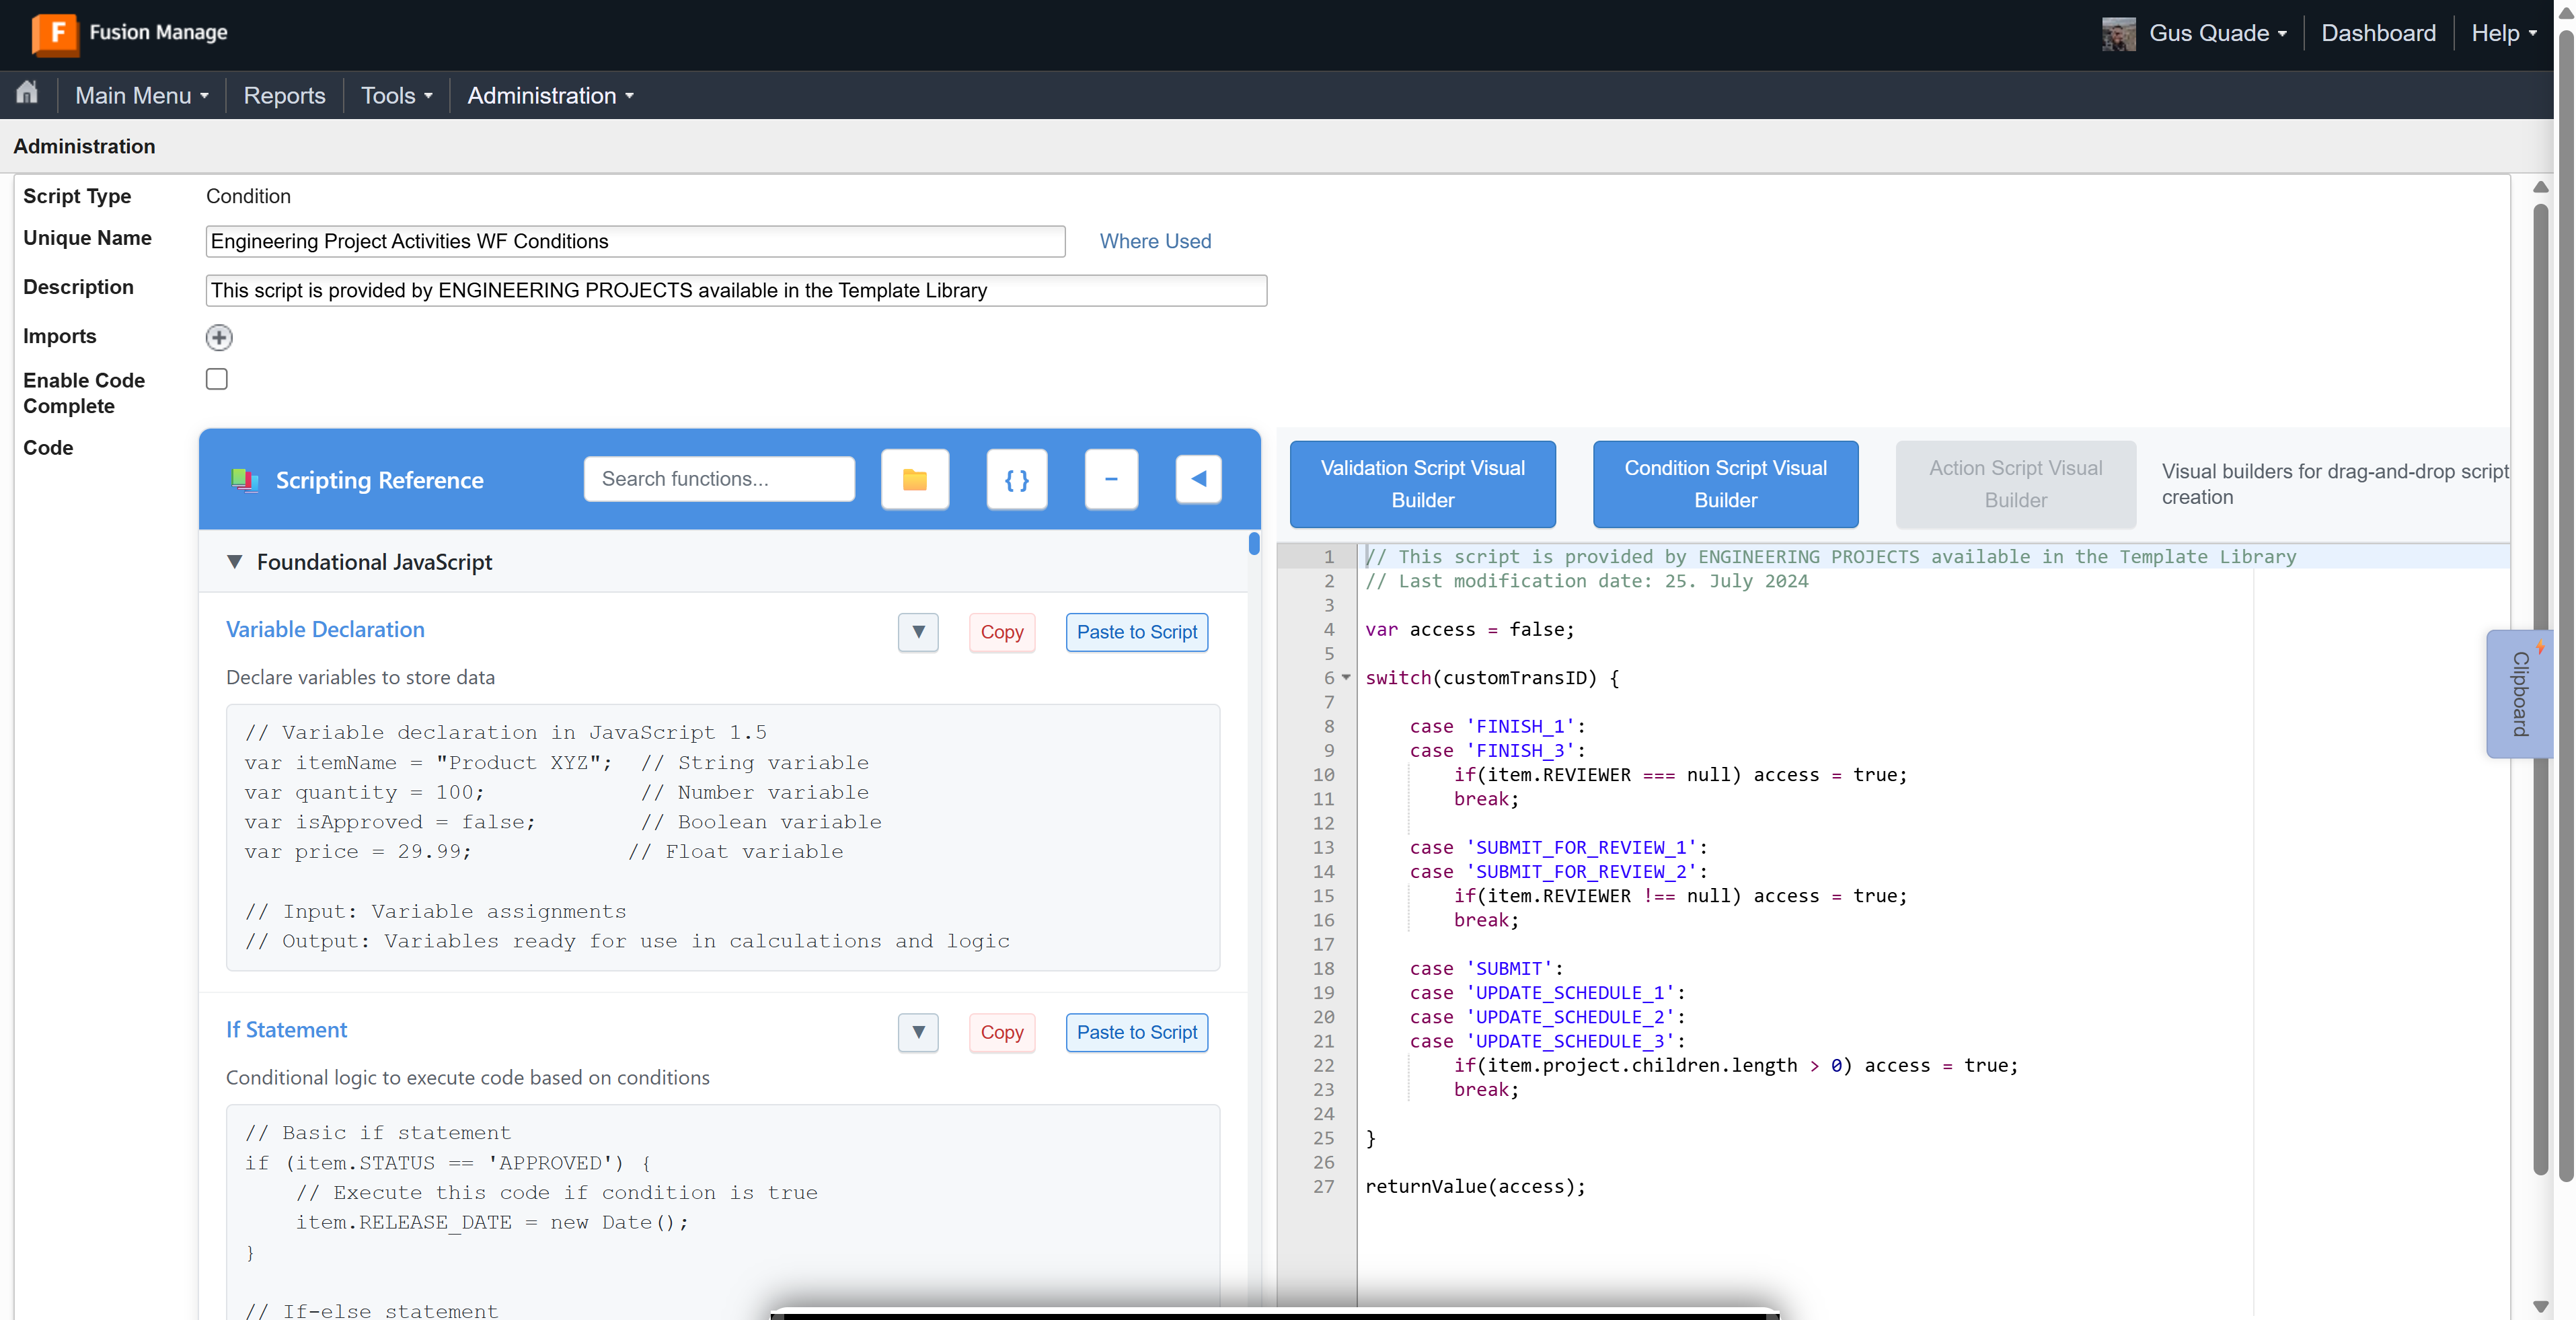 F Fusion Manage
Gus Quade Dashboard Help
Main Menu Reports Tools Administration
Administration
Script Type Condition
Unique Name Engineering Project Activities WF Conditions Where Used
Description This script is provided by ENGINEERING PROJECTS available in the Template Library
Imports
Enable Code
Complete
Code
Scripting Reference Search functions... { } −
Foundational JavaScript
Variable Declaration Copy Paste to Script
Declare variables to store data
// Variable declaration in JavaScript 1.5
var itemName = "Product XYZ";  // String variable
var quantity = 100;            // Number variable
var isApproved = false;        // Boolean variable
var price = 29.99;            // Float variable
// Input: Variable assignments
// Output: Variables ready for use in calculations and logic
If Statement Copy Paste to Script
Conditional logic to execute code based on conditions
// Basic if statement
if (item.STATUS == 'APPROVED') {
    // Execute this code if condition is true
    item.RELEASE_DATE = new Date();
}
// If-else statement
Validation Script Visual
Builder
Condition Script Visual
Builder
Action Script Visual
Builder
Visual builders for drag-and-drop script
creation
1 // This script is provided by ENGINEERING PROJECTS available in the Template Library
2 // Last modification date: 25. July 2024
3
4 var access = false;
5
6 switch(customTransID) {
7
8     case 'FINISH_1':
9     case 'FINISH_3':
10         if(item.REVIEWER === null) access = true;
11         break;
12
13     case 'SUBMIT_FOR_REVIEW_1':
14     case 'SUBMIT_FOR_REVIEW_2':
15         if(item.REVIEWER !== null) access = true;
16         break;
17
18     case 'SUBMIT':
19     case 'UPDATE_SCHEDULE_1':
20     case 'UPDATE_SCHEDULE_2':
21     case 'UPDATE_SCHEDULE_3':
22         if(item.project.children.length > 0) access = true;
23         break;
24
25 }
26
27 returnValue(access);
Clipboard